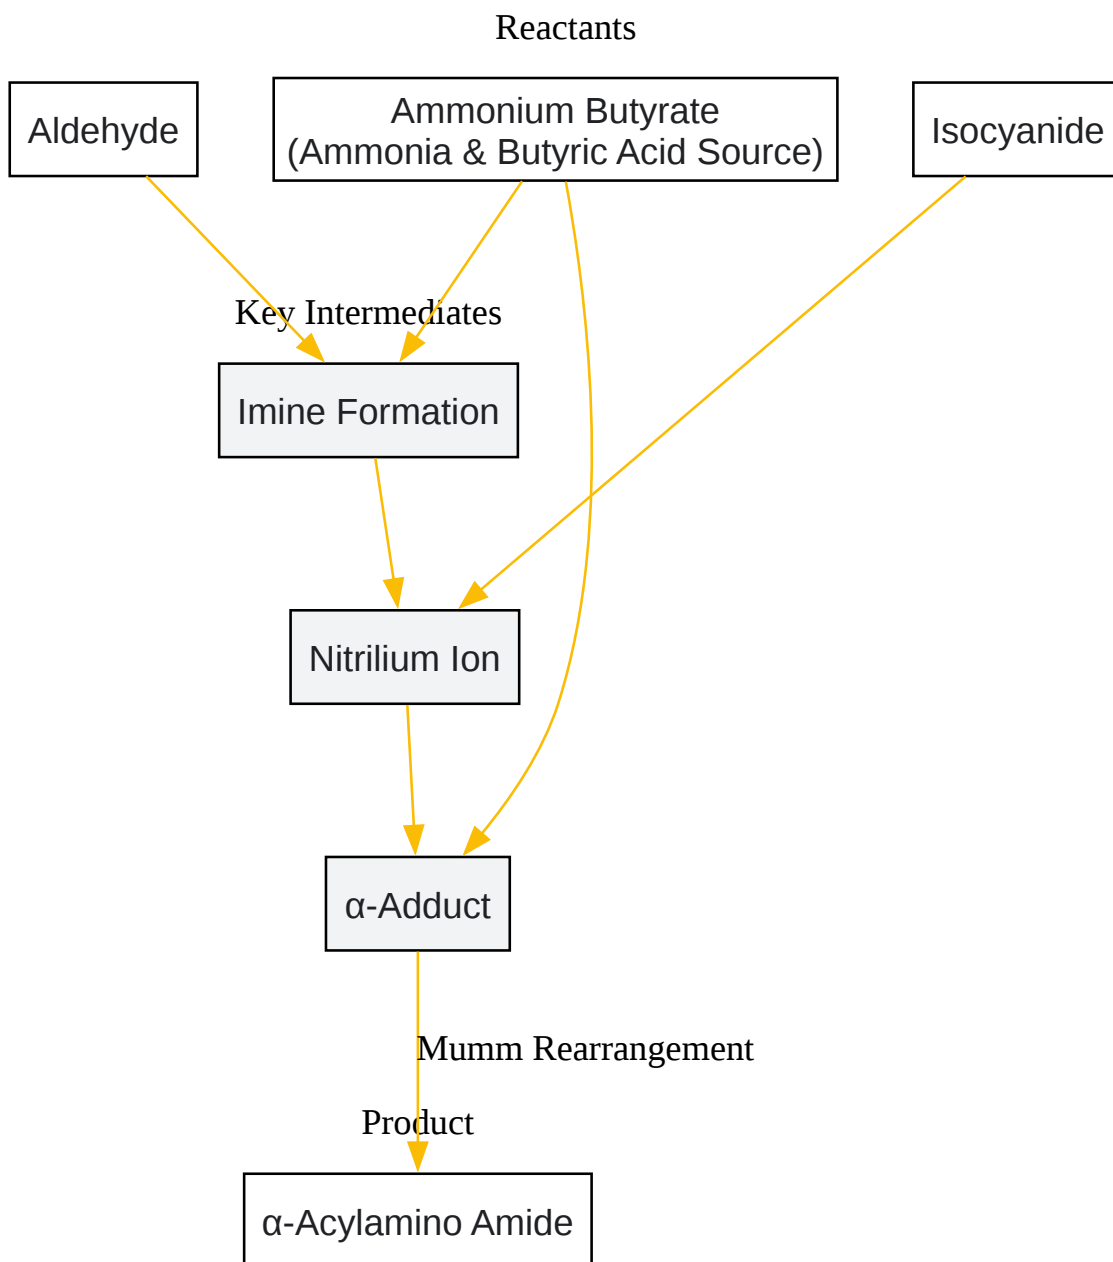 Reactants
Aldehyde
Ammonium Butyrate
(Ammonia & Butyric Acid Source)
Isocyanide
Key Intermediates
Imine Formation
Nitrilium Ion
α-Adduct
Mumm Rearrangement
Product
α-Acylamino Amide